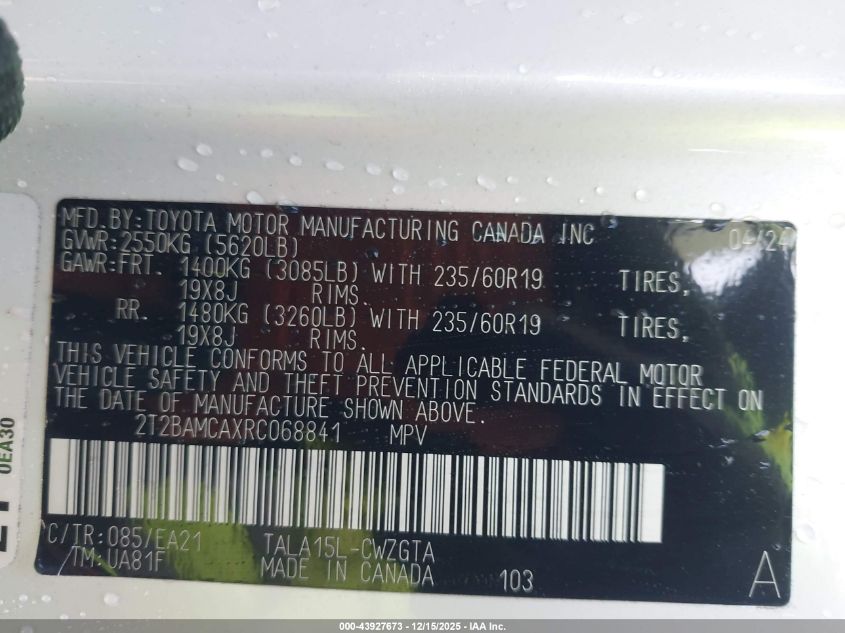 MFD.BY:TOYOTA MOTOR MANUFACTURING CANADA INC 04/24
GVWR:2550KG (5620LB)
GAWR:FRT. 1400KG (3085LB) WITH 235/60R19 TIRES,
19X8J RIMS.
RR. 1480KG (3260LB) WITH 235/60R19 TIRES,
19X8J RIMS.
THIS VEHICLE CONFORMS TO ALL APPLICABLE FEDERAL MOTOR
VEHICLE SAFETY AND THEFT PREVENTION STANDARDS IN EFFECT ON
THE DATE OF MANUFACTURE SHOWN ABOVE.
2T2BAMCAXRC068841 MPV
C/TR:085/EA21 TALA15L-CWZGTA
TM:UA81F MADE IN CANADA 103 A
0EA30
000-43927673 - 12/15/2025 - IAA Inc.